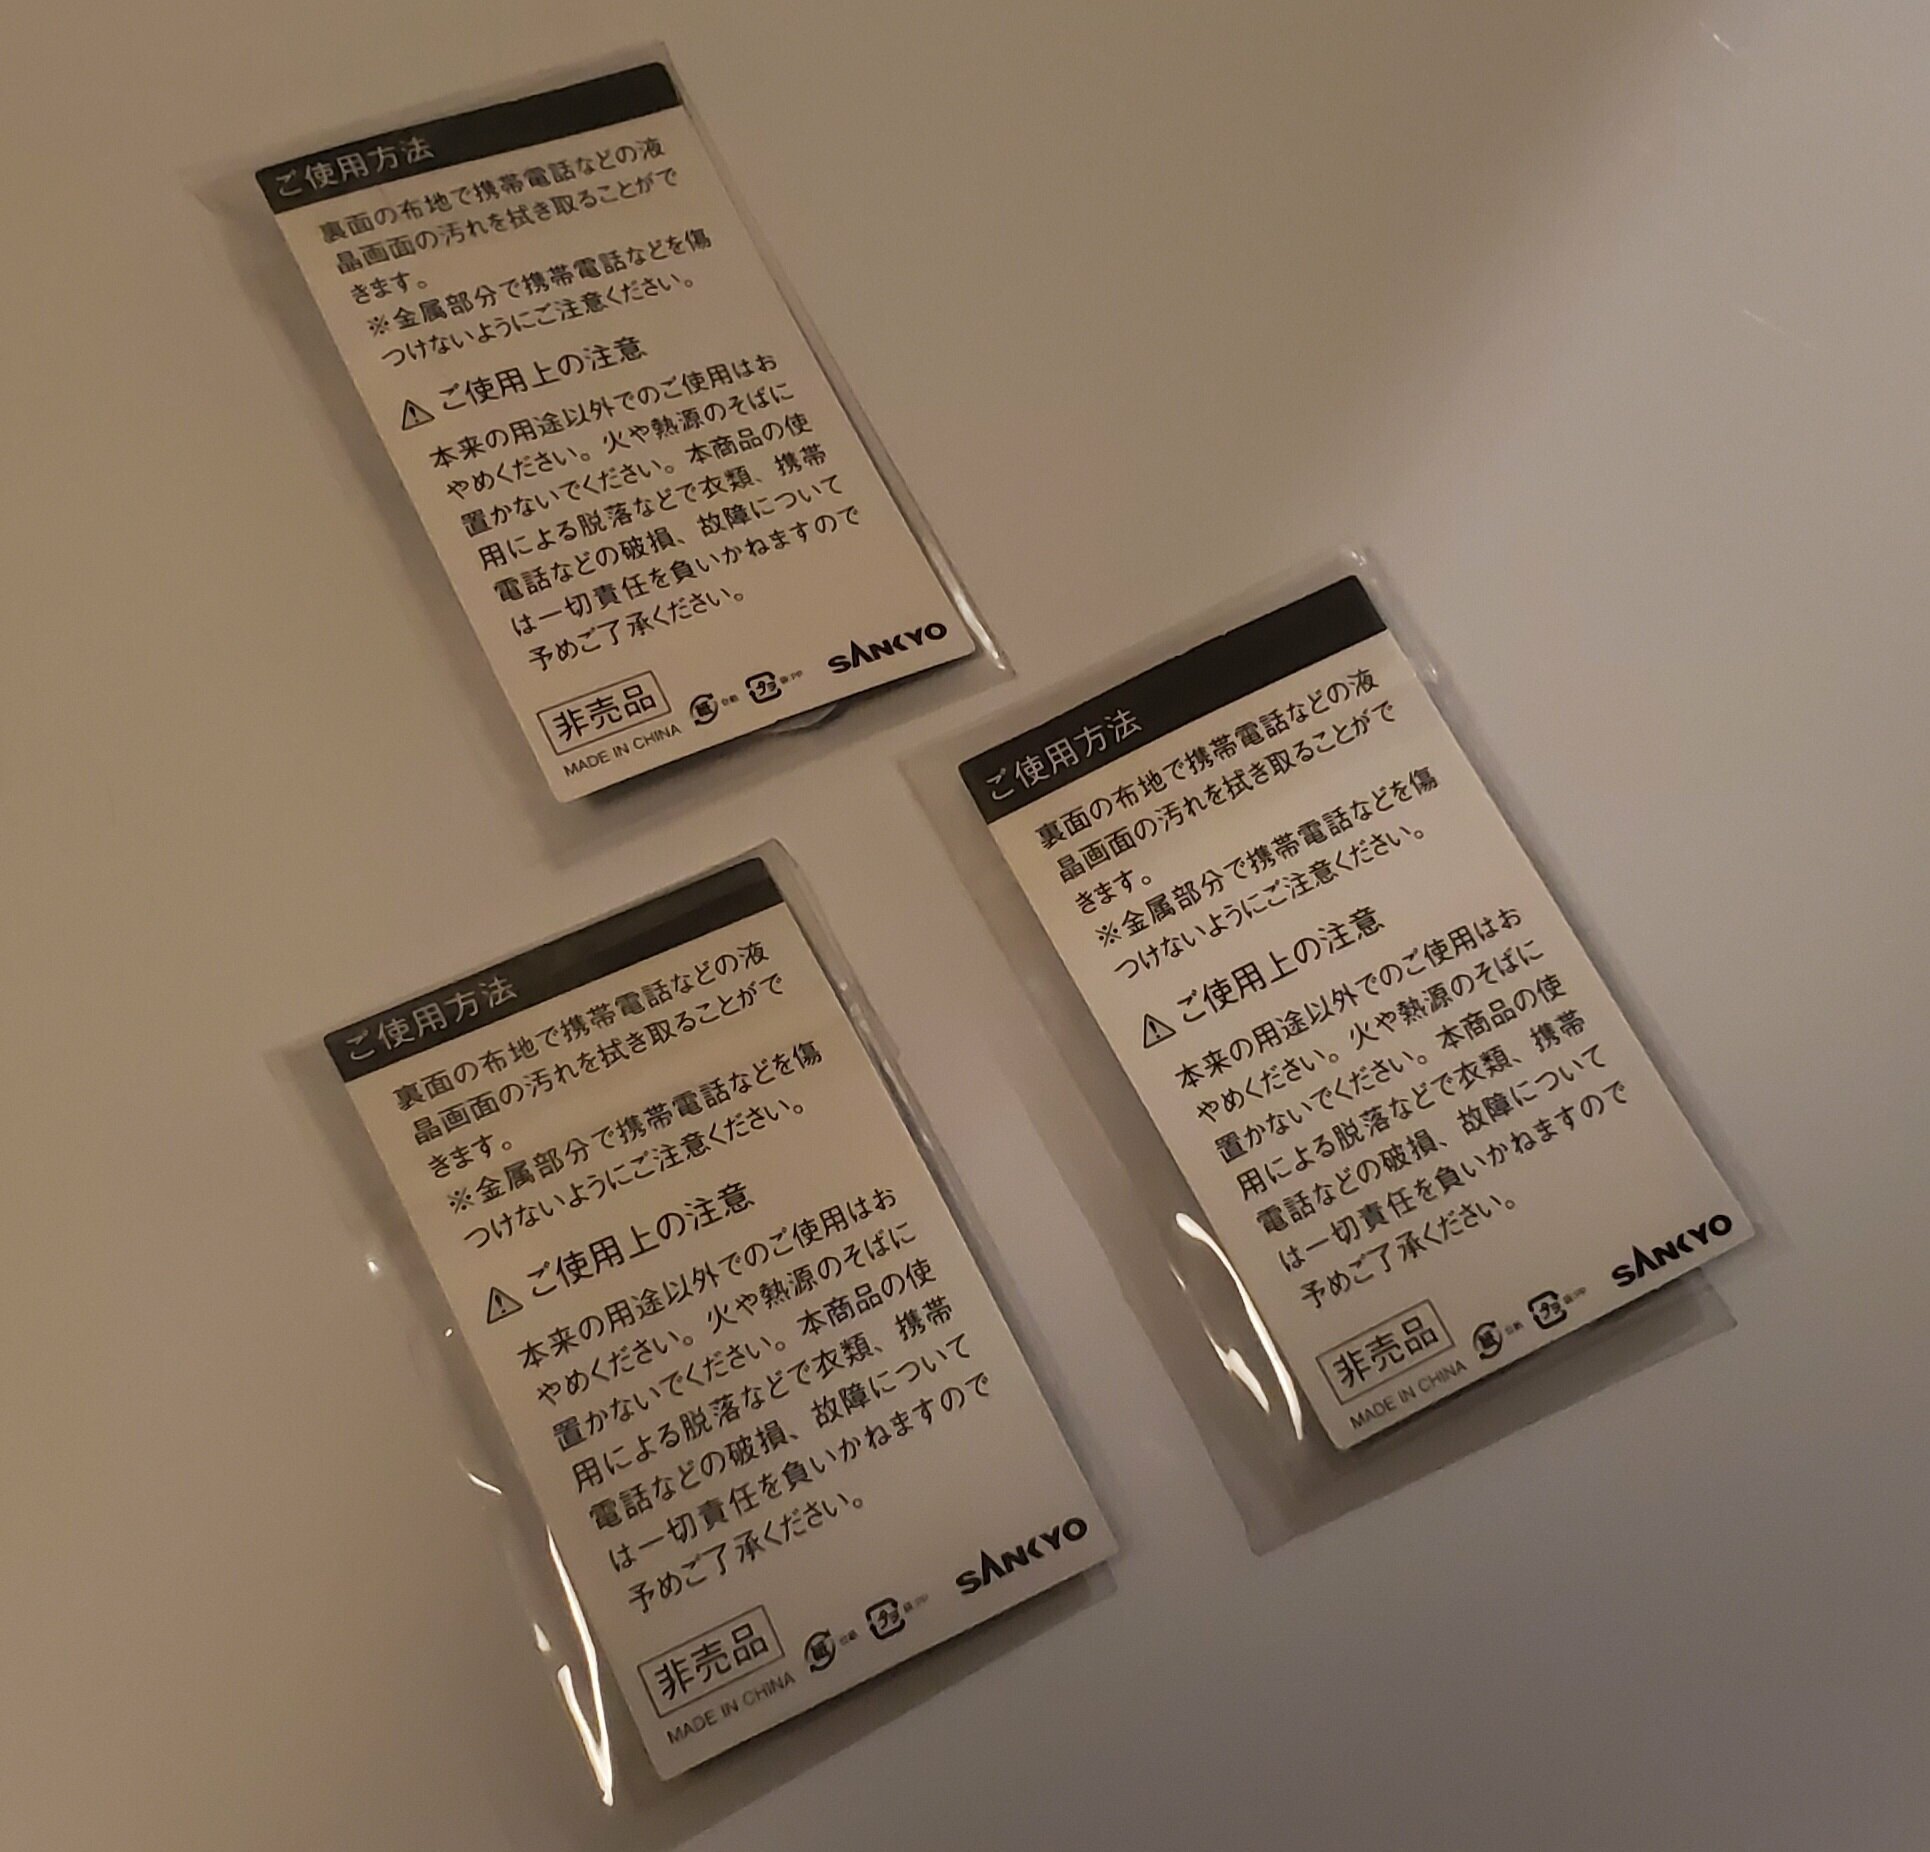 ご使用方法
裏面の布地で携帯電話などの液
晶画面の汚れを拭き取ることがで
きます。
※金属部分で携帯電話などを傷
つけないようにご注意ください。
ご使用上の注意
本来の用途以外でのご使用はお
やめください。火や熱源のそばに
置かないでください。本商品の使
用による脱落などで衣類、携帯
電話などの破損、故障について
は一切責任を負いかねますので
予めご了承ください。
非売品
MADE IN CHINA
紙
プラ
SANKYO
ご使用方法
裏面の布地で携帯電話などの液
晶画面の汚れを拭き取ることがで
きます。
※金属部分で携帯電話などを傷
つけないようにご注意ください。
ご使用上の注意
本来の用途以外でのご使用はお
やめください。火や熱源のそばに
置かないでください。本商品の使
用による脱落などで衣類、携帯
電話などの破損、故障について
は一切責任を負いかねますので
予めご了承ください。
非売品
MADE IN CHINA
紙
プラ
SANKYO
ご使用方法
裏面の布地で携帯電話などの液
晶画面の汚れを拭き取ることがで
きます。
※金属部分で携帯電話などを傷
つけないようにご注意ください。
ご使用上の注意
本来の用途以外でのご使用はお
やめください。火や熱源のそばに
置かないでください。本商品の使
用による脱落などで衣類、携帯
電話などの破損、故障について
は一切責任を負いかねますので
予めご了承ください。
非売品
MADE IN CHINA
紙
プラ
SANKYO